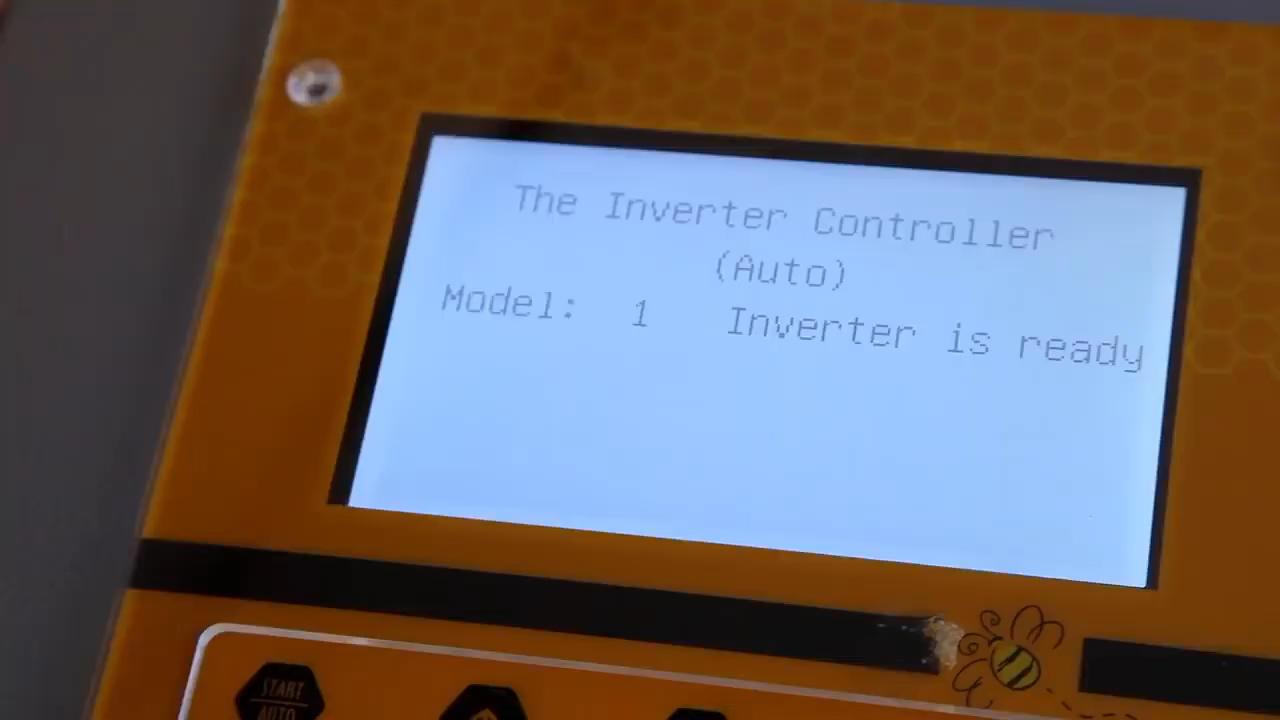 The Inverter Controller
(Auto)
Model: 1 Inverter is ready
START
AUTO